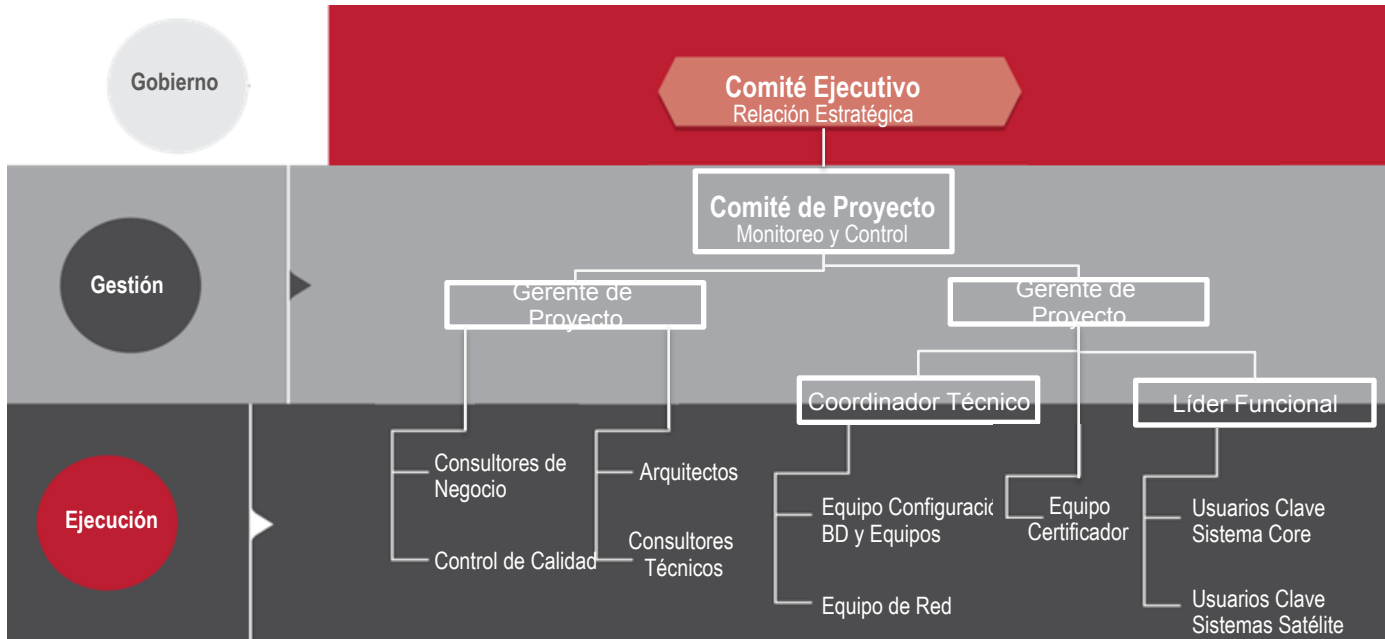 Gobierno
Comité Ejecutivo
Relación Estratégica
Comité de Proyecto
Monitoreo y Control
Gestión
Gerente de
Proyecto
Gerente de
Proyecto
Coordinador Técnico
Líder Funcional
Ejecución
Consultores de
Negocio
Control de Calidad
Arquitectos
Consultores
Técnicos
Equipo Configuració
BD y Equipos
Equipo de Red
Equipo
Certificador
Usuarios Clave
Sistema Core
Usuarios Clave
Sistemas Satélite